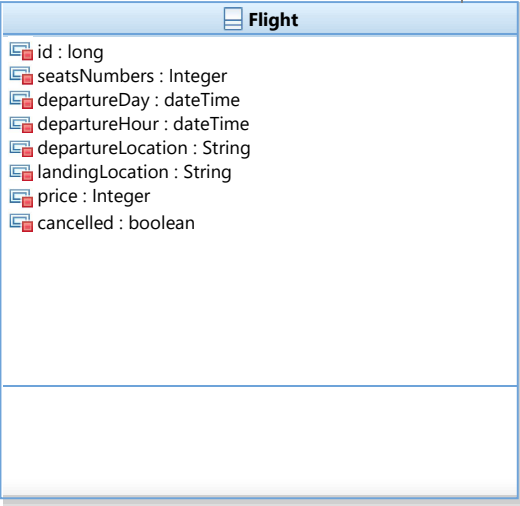 Flight
id : long
seatsNumbers : Integer
departureDay : dateTime
departureHour : dateTime
departureLocation : String
landingLocation : String
price : Integer
cancelled : boolean